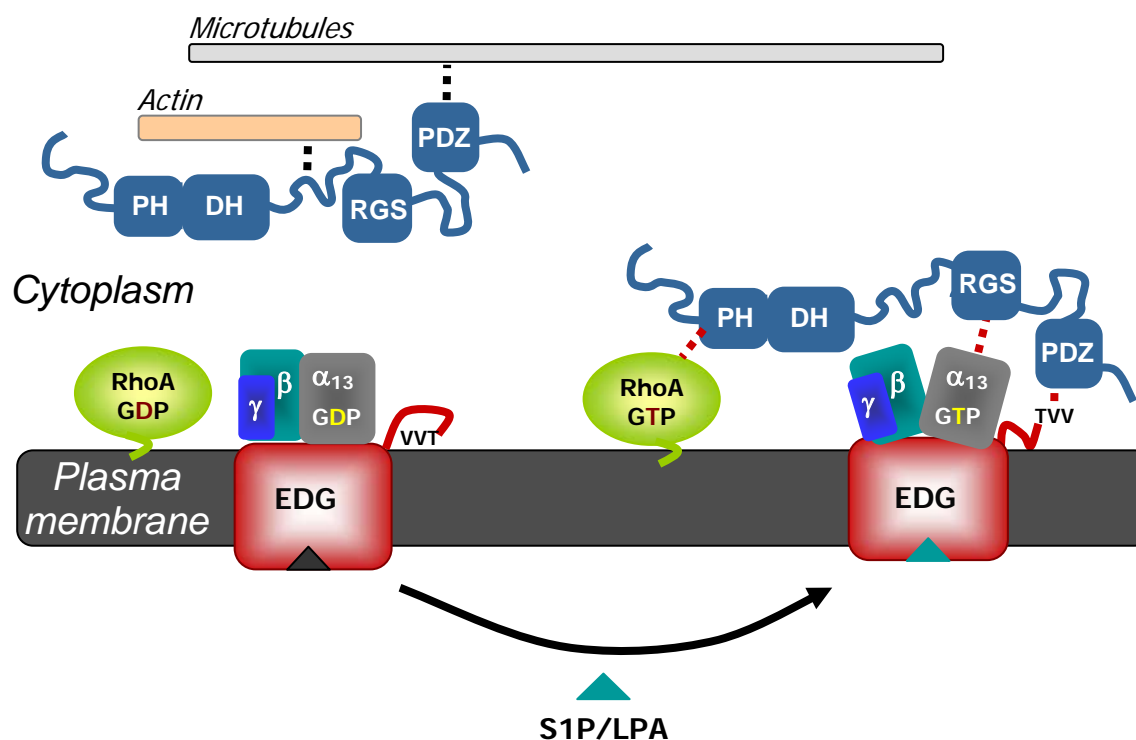 Microtubules
Actin
PDZ
PH
DH
RGS
Cytoplasm
RGS
PH
DH
PDZ
RhoA
GDP
γ
β
α13
GDP
VVT
RhoA
GTP
γ
β
α13
GTP
TVV
Plasma
membrane
EDG
EDG
S1P/LPA